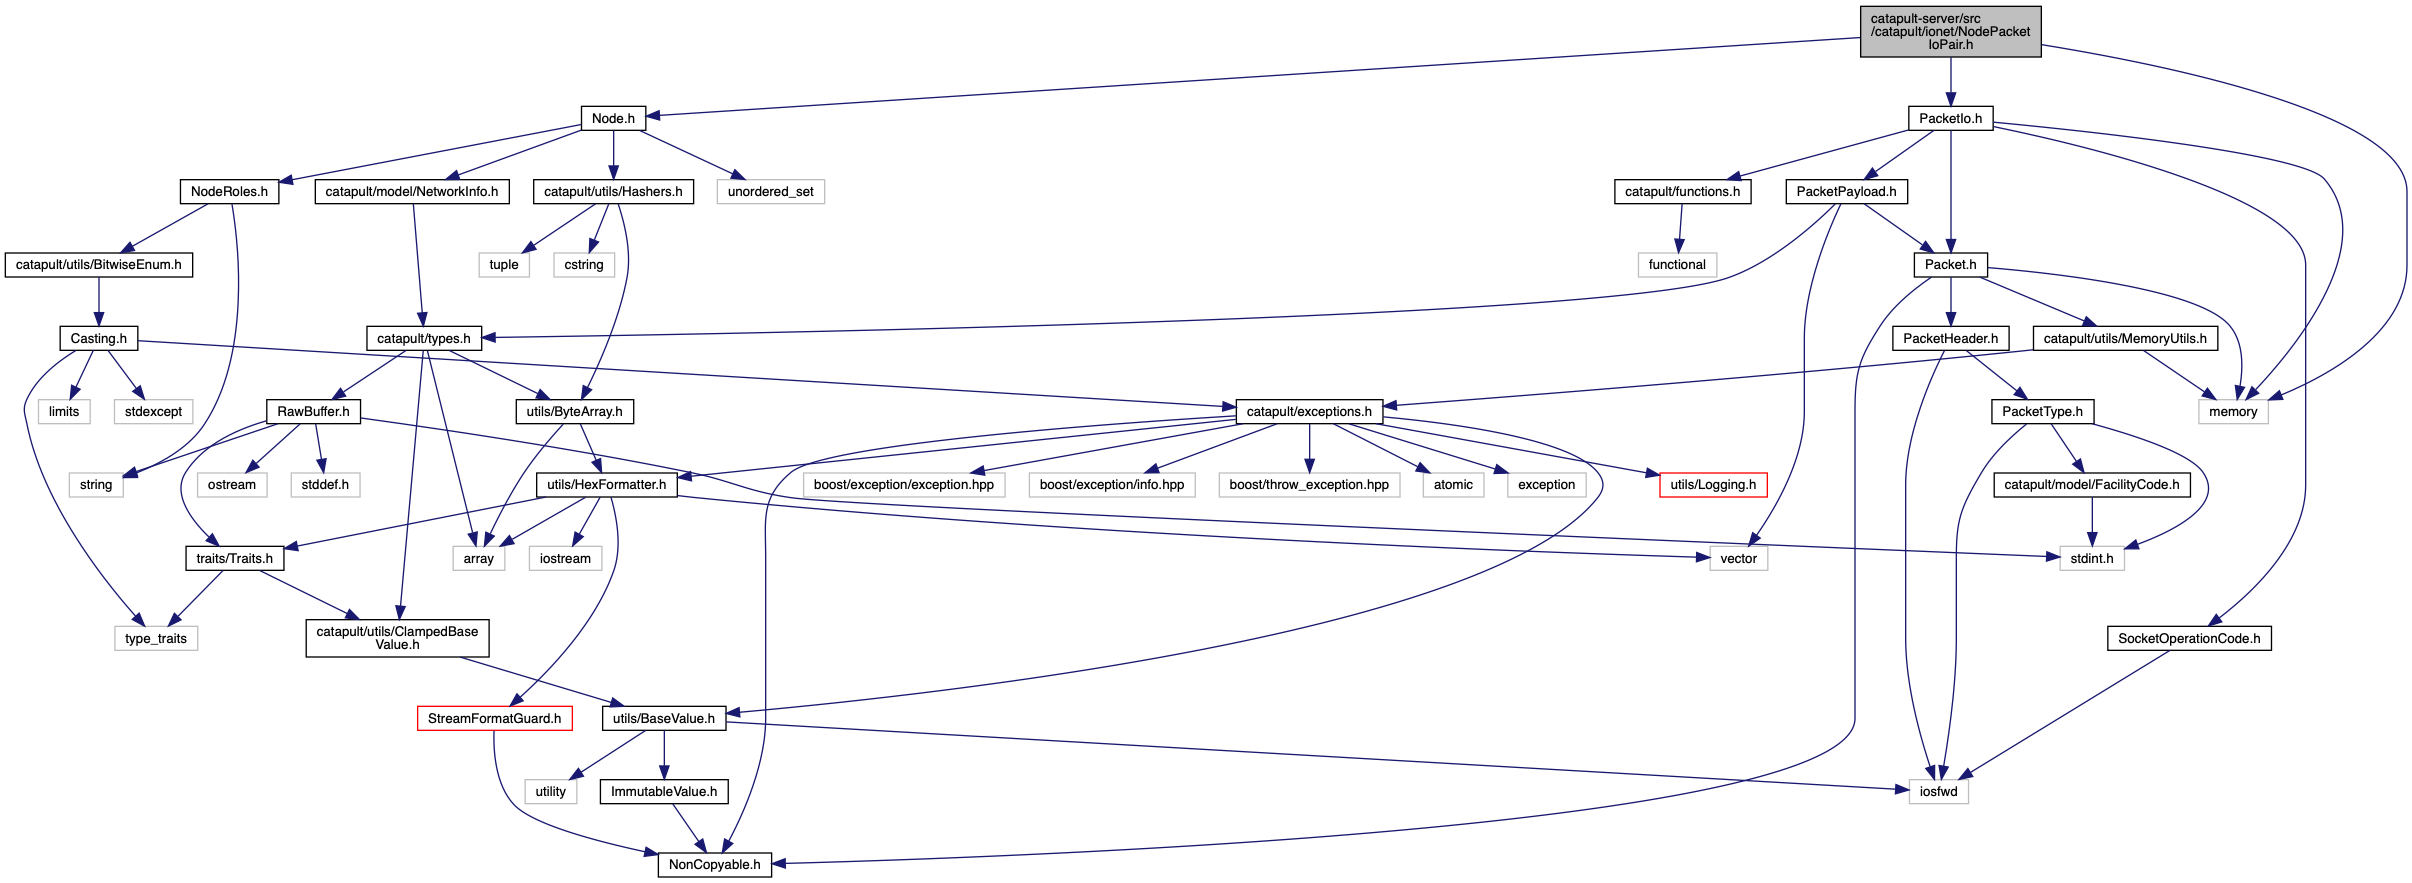 catapult-server/src
/catapult/ionet/NodePacket
IoPair.h
Node.h
PacketIo.h
NodeRoles.h
catapult/model/NetworkInfo.h
catapult/utils/Hashers.h
unordered_set
catapult/functions.h
PacketPayload.h
catapult/utils/BitwiseEnum.h
tuple
cstring
functional
Packet.h
Casting.h
catapult/types.h
PacketHeader.h
catapult/utils/MemoryUtils.h
limits
stdexcept
RawBuffer.h
utils/ByteArray.h
catapult/exceptions.h
PacketType.h
memory
string
ostream
stddef.h
utils/HexFormatter.h
boost/exception/exception.hpp
boost/exception/info.hpp
boost/throw_exception.hpp
atomic
exception
utils/Logging.h
catapult/model/FacilityCode.h
traits/Traits.h
array
iostream
vector
stdint.h
type_traits
catapult/utils/ClampedBase
Value.h
SocketOperationCode.h
StreamFormatGuard.h
utils/BaseValue.h
utility
ImmutableValue.h
iosfwd
NonCopyable.h